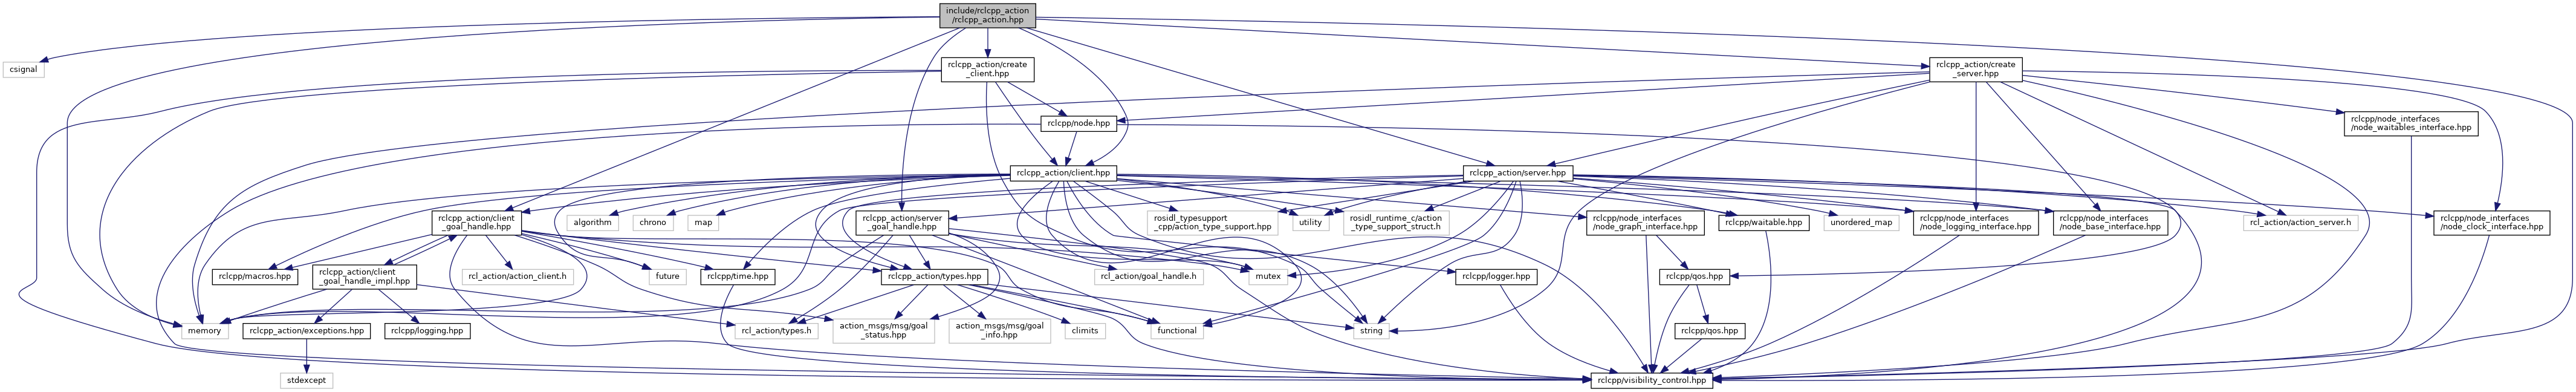 include/rclcpp_action
/rclcpp_action.hpp
csignal
rclcpp_action/create
_client.hpp
rclcpp_action/create
_server.hpp
rclcpp/node.hpp
rclcpp/node_interfaces
/node_waitables_interface.hpp
rclcpp_action/client.hpp
rclcpp_action/server.hpp
rclcpp_action/client
_goal_handle.hpp
algorithm
chrono
map
rclcpp_action/server
_goal_handle.hpp
rosidl_typesupport
_cpp/action_type_support.hpp
utility
rosidl_runtime_c/action
_type_support_struct.h
rclcpp/node_interfaces
/node_graph_interface.hpp
rclcpp/waitable.hpp
unordered_map
rclcpp/node_interfaces
/node_logging_interface.hpp
rclcpp/node_interfaces
/node_base_interface.hpp
rcl_action/action_server.h
rclcpp/node_interfaces
/node_clock_interface.hpp
rclcpp/macros.hpp
rclcpp_action/client
_goal_handle_impl.hpp
rcl_action/action_client.h
future
rclcpp/time.hpp
rclcpp_action/types.hpp
rcl_action/goal_handle.h
mutex
rclcpp/logger.hpp
rclcpp/qos.hpp
memory
rclcpp_action/exceptions.hpp
rclcpp/logging.hpp
rcl_action/types.h
action_msgs/msg/goal
_status.hpp
action_msgs/msg/goal
_info.hpp
climits
functional
string
rclcpp/qos.hpp
stdexcept
rclcpp/visibility_control.hpp